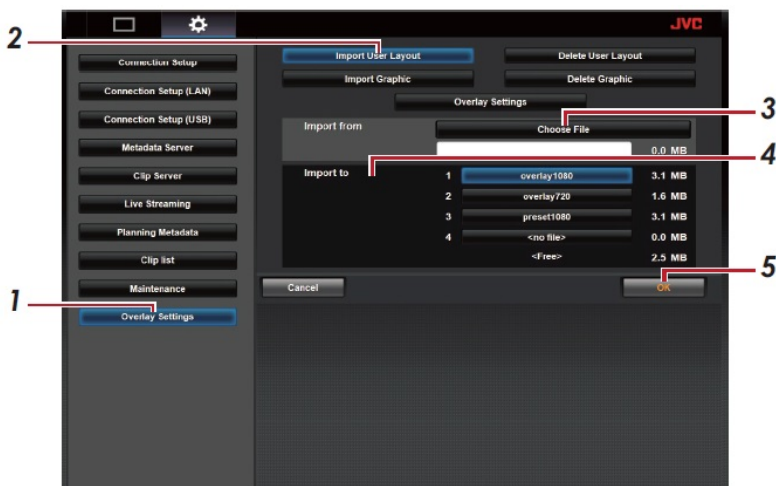 JVC
2
Import User Layout
Delete User Layout
Connection Setup
Import Graphic
Delete Graphic
Connection Setup (LAN)
Overlay Settings
3
Connection Setup (USB)
Import from
Choose File
Metadata Server
0.0 MB
4
Clip Server
Import to
1 overlay1080 3.1 MB
2 overlay720 1.6 MB
Live Streaming
3 preset1080 3.1 MB
Planning Metadata
4 <no file> 0.0 MB
Clip list
<Free> 2.5 MB
5
Maintenance
Cancel
OK
1
Overlay Settings